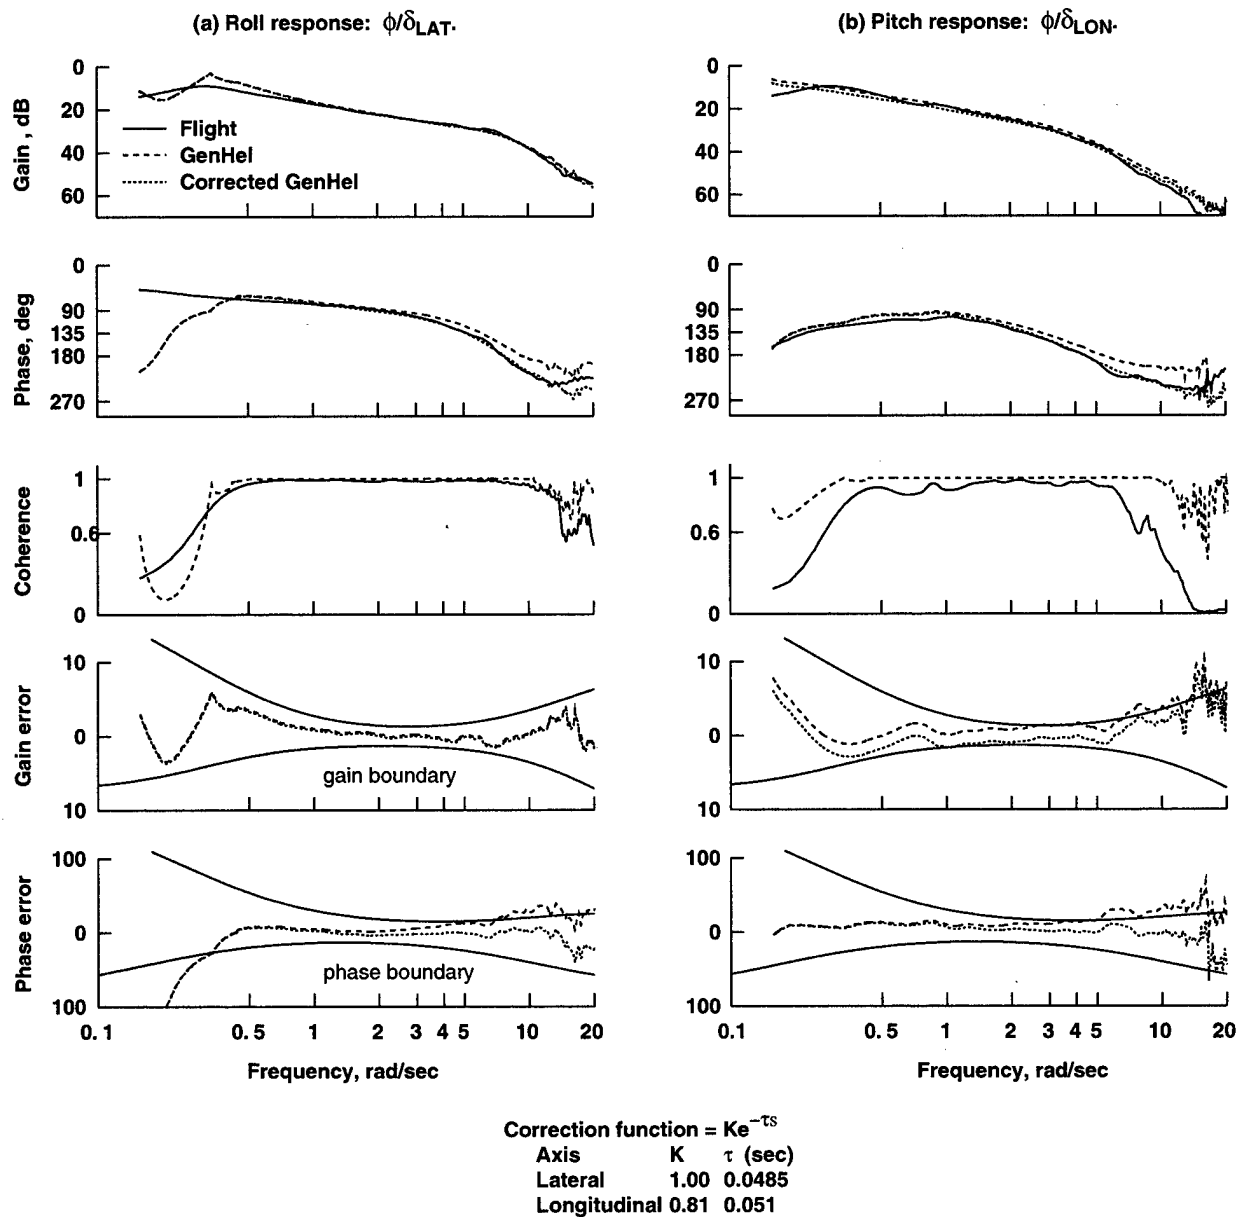 (a) Roll response: ϕ/δLAT.
0
20
40
60
Gain , dB
Flight
GenHel
Corrected GenHel
0
90
135
180
270
Phase, deg
1
0.6
0
Coherence
10
0
10
Gain error
gain boundary
100
0
100
Phase error
phase boundary
0.1 0.5 1 2 3 4 5 10 20
Frequency, rad/sec
(b) Pitch response: ϕ/δLON.
0
20
40
60
0
90
135
180
270
1
0.6
0
10
0
10
100
0
100
0.1 0.5 1 2 3 4 5 10 20
Frequency, rad/sec
Correction function = Ke−τs
Axis K τ (sec)
Lateral 1.00 0.0485
Longitudinal 0.81 0.051